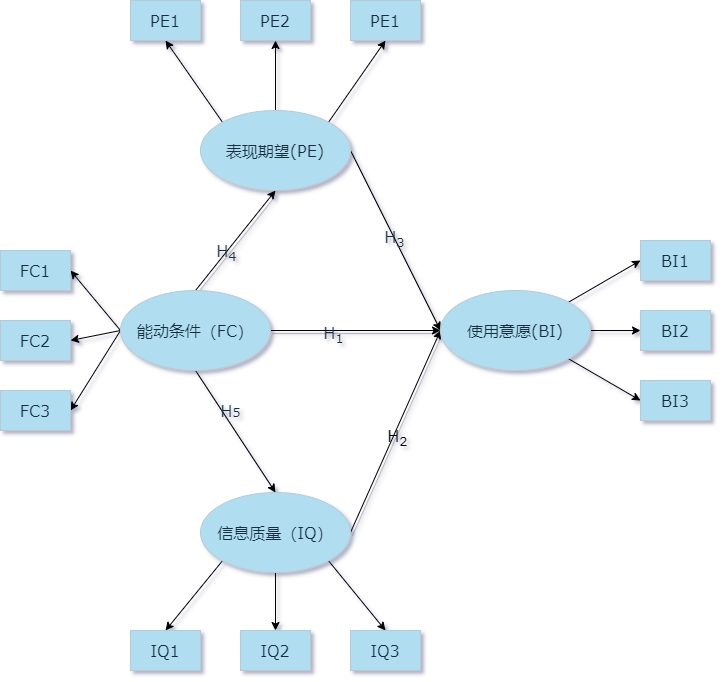 PE1
PE2
PE1
表现期望(PE)
H4
H3
FC1
FC2
FC3
能动条件（FC)
H1
使用意愿(BI)
BI1
BI2
BI3
H5
H2
信息质量（IQ)
IQ1
IQ2
IQ3